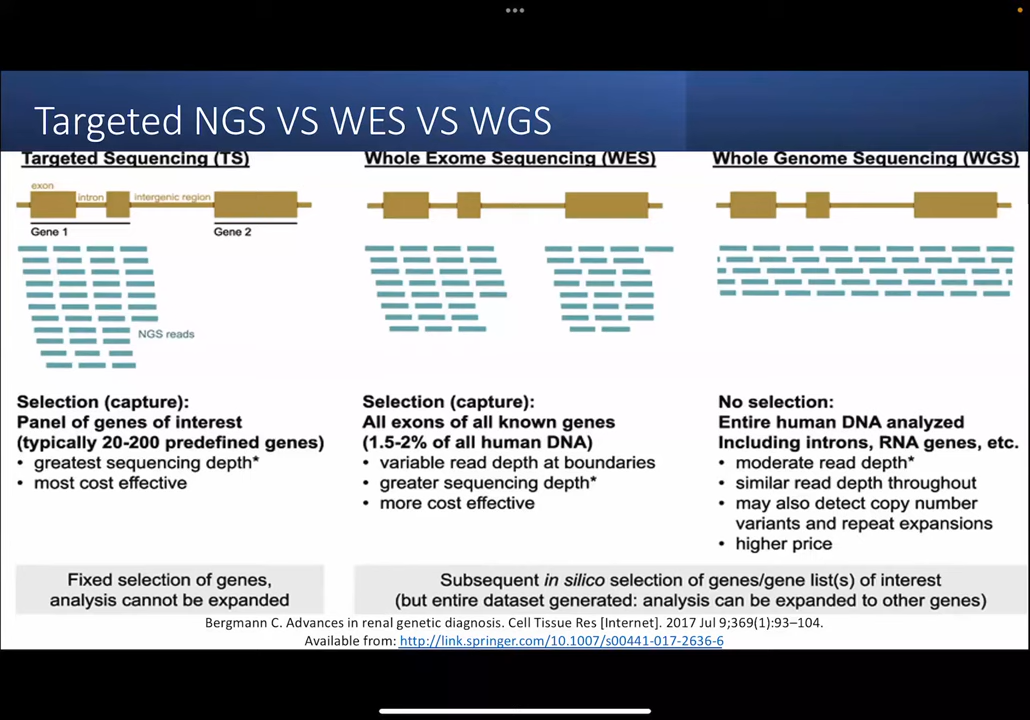 Targeted NGS VS WES VS WGS
Targeted Sequencing (TS)
exon
intron
intergenic region
Gene 1
Gene 2
NGS reads
Selection (capture):
Panel of genes of interest
(typically 20-200 predefined genes)
• greatest sequencing depth*
• most cost effective
Fixed selection of genes,
analysis cannot be expanded
Whole Exome Sequencing (WES)
Selection (capture):
All exons of all known genes
(1.5-2% of all human DNA)
• variable read depth at boundaries
• greater sequencing depth*
• more cost effective
Whole Genome Sequencing (WGS)
No selection:
Entire human DNA analyzed
Including introns, RNA genes, etc.
• moderate read depth*
• similar read depth throughout
• may also detect copy number
variants and repeat expansions
• higher price
Subsequent in silico selection of genes/gene list(s) of interest
(but entire dataset generated: analysis can be expanded to other genes)
Bergmann C. Advances in renal genetic diagnosis. Cell Tissue Res [Internet]. 2017 Jul 9;369(1):93–104.
Available from: http://link.springer.com/10.1007/s00441-017-2636-6